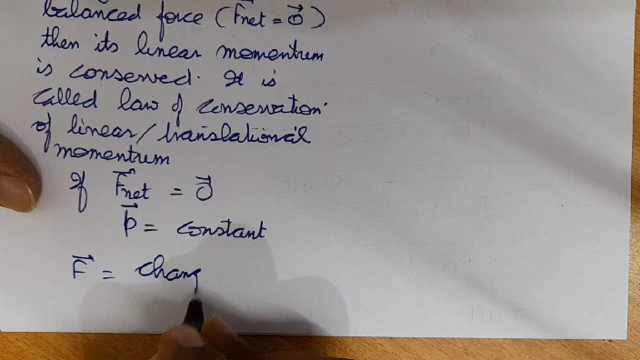 balanced force (F⃗net = 0⃗)
then its linear momentum
is conserved. It is
called law of conservation
of linear/translational
momentum
If F⃗net = 0⃗
p⃗ = constant
F⃗ = chang